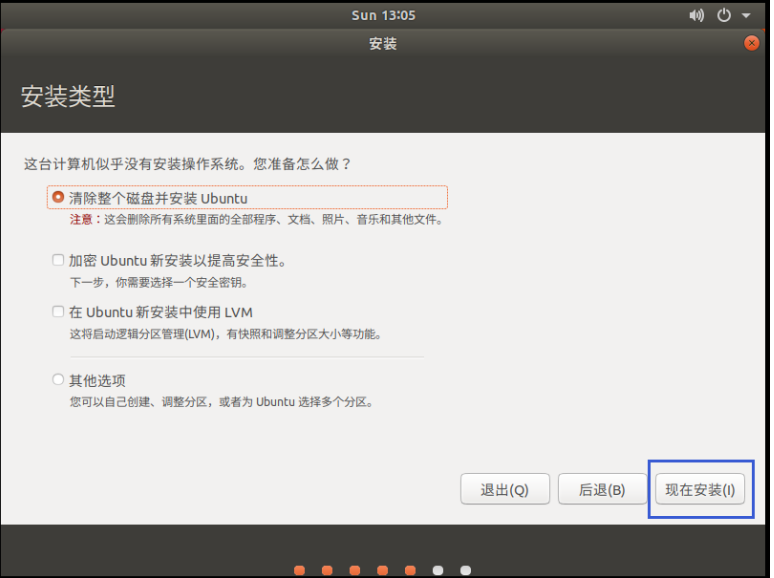 Sun 13:05
安装
安装类型
这台计算机似乎没有安装操作系统。您准备怎么做？
清除整个磁盘并安装 Ubuntu
注意：这会删除所有系统里面的全部程序、文档、照片、音乐和其他文件。
加密 Ubuntu 新安装以提高安全性。
下一步，你需要选择一个安全密钥。
在 Ubuntu 新安装中使用 LVM
这将启动逻辑分区管理(LVM)，有快照和调整分区大小等功能。
其他选项
您可以自己创建、调整分区，或者为 Ubuntu 选择多个分区。
退出(Q) 后退(B) 现在安装(I)